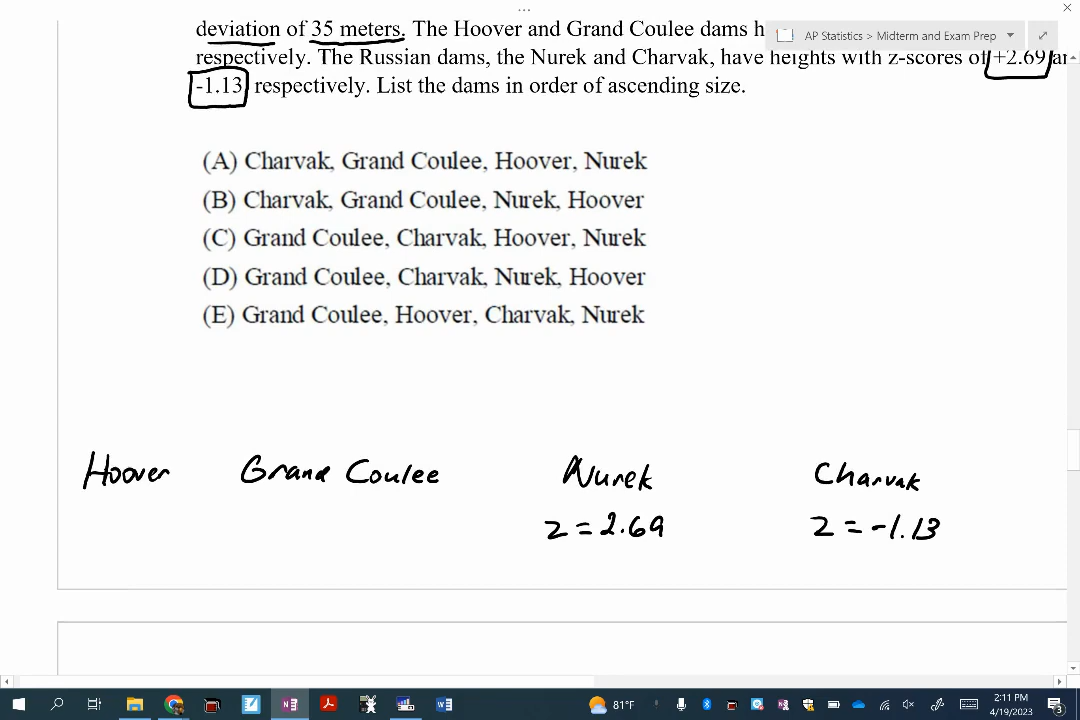 deviation of 35 meters. The Hoover and Grand Coulee dams h
AP Statistics > Midterm and Exam Prep
respectively. The Russian dams, the Nurek and Charvak, have heights with z-scores of +2.69
-1.13 respectively. List the dams in order of ascending size.
(A) Charvak, Grand Coulee, Hoover, Nurek
(B) Charvak, Grand Coulee, Nurek, Hoover
(C) Grand Coulee, Charvak, Hoover, Nurek
(D) Grand Coulee, Charvak, Nurek, Hoover
(E) Grand Coulee, Hoover, Charvak, Nurek
Hoover Grand Coulee Nurek Charvak
z = 2.69 z = -1.13
81°F
2:11 PM
4/19/2023